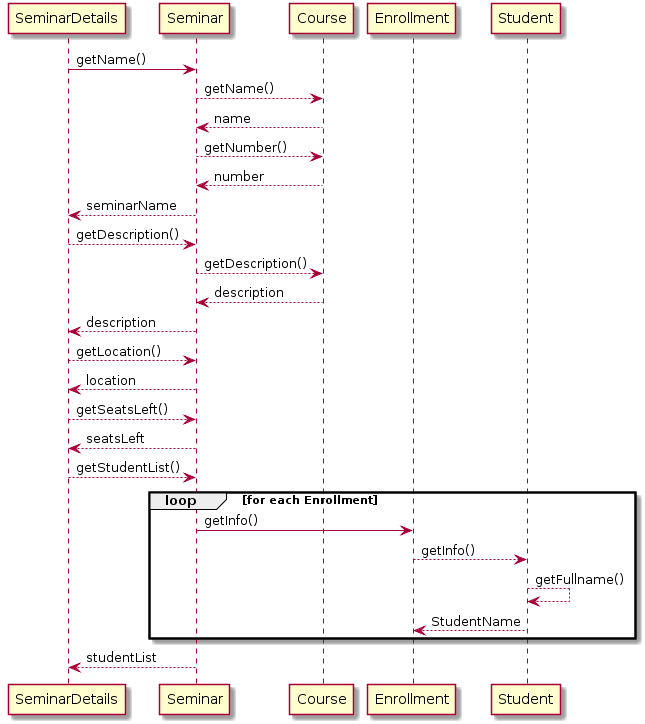 SeminarDetails Seminar Course Enrollment Student
getName()
getName()
name
getNumber()
number
seminarName
getDescription()
getDescription()
description
description
getLocation()
location
getSeatsLeft()
seatsLeft
getStudentList()
loop [for each Enrollment]
getInfo()
getInfo()
getFullname()
StudentName
studentList
SeminarDetails Seminar Course Enrollment Student